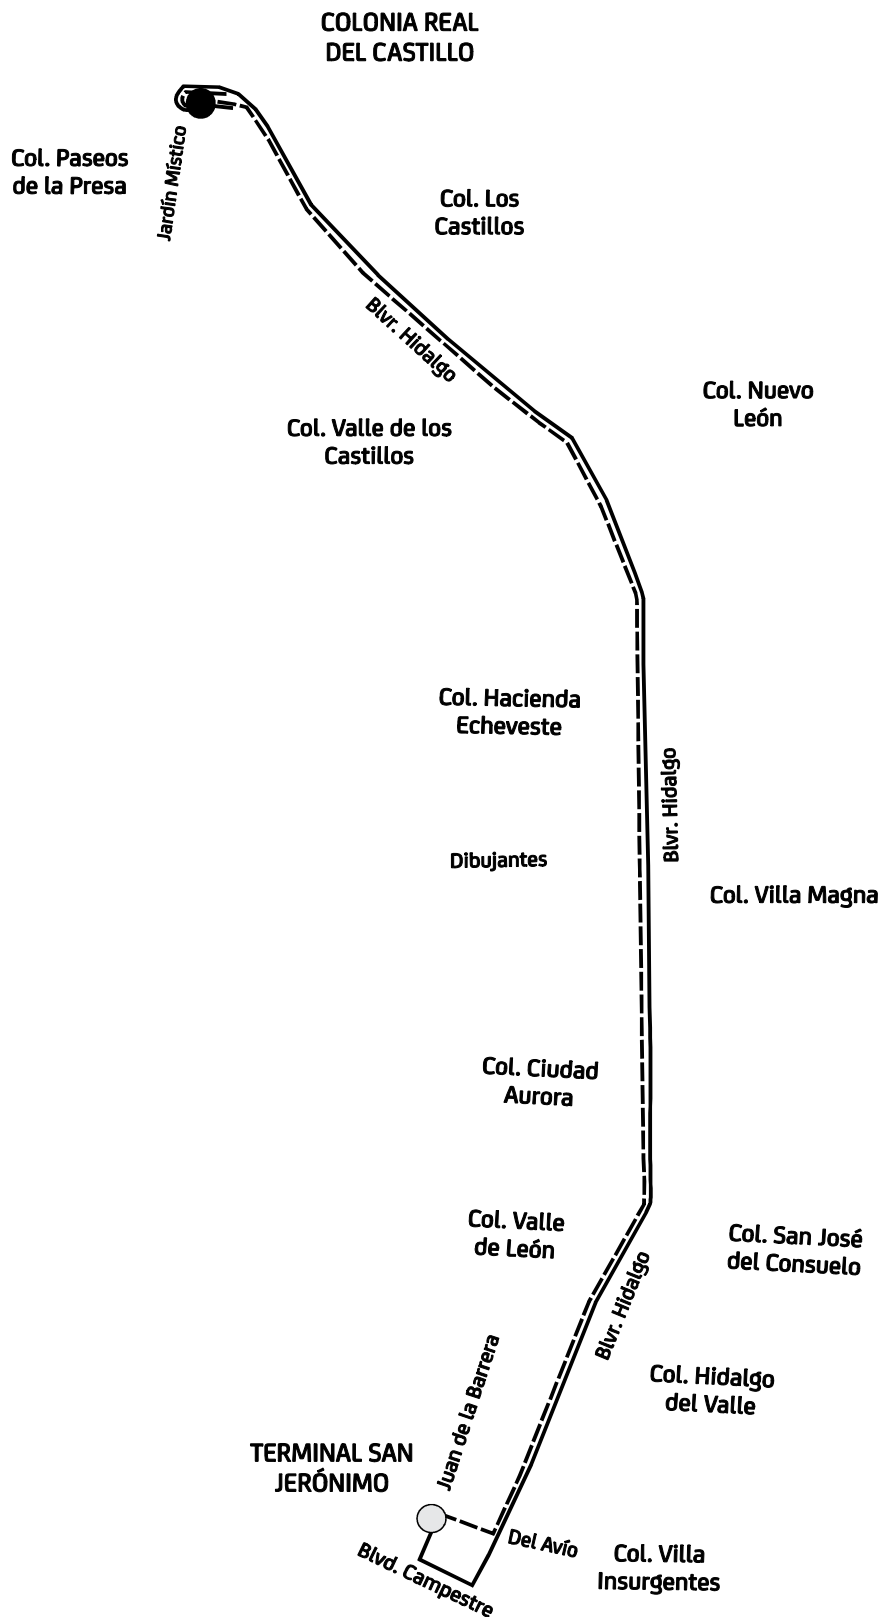 COLONIA REAL
DEL CASTILLO
Col. Paseos
de la Presa
Jardín Místico
Col. Los
Castillos
Blvr. Hidalgo
Col. Nuevo
León
Col. Valle de los
Castillos
Col. Hacienda
Echeveste
Blvr. Hidalgo
Dibujantes
Col. Villa Magna
Col. Ciudad
Aurora
Col. Valle
de León
Col. San José
del Consuelo
Blvr. Hidalgo
Col. Hidalgo
del Valle
Juan de la Barrera
TERMINAL SAN
JERÓNIMO
Del Avío
Col. Villa
Insurgentes
Blvd. Campestre